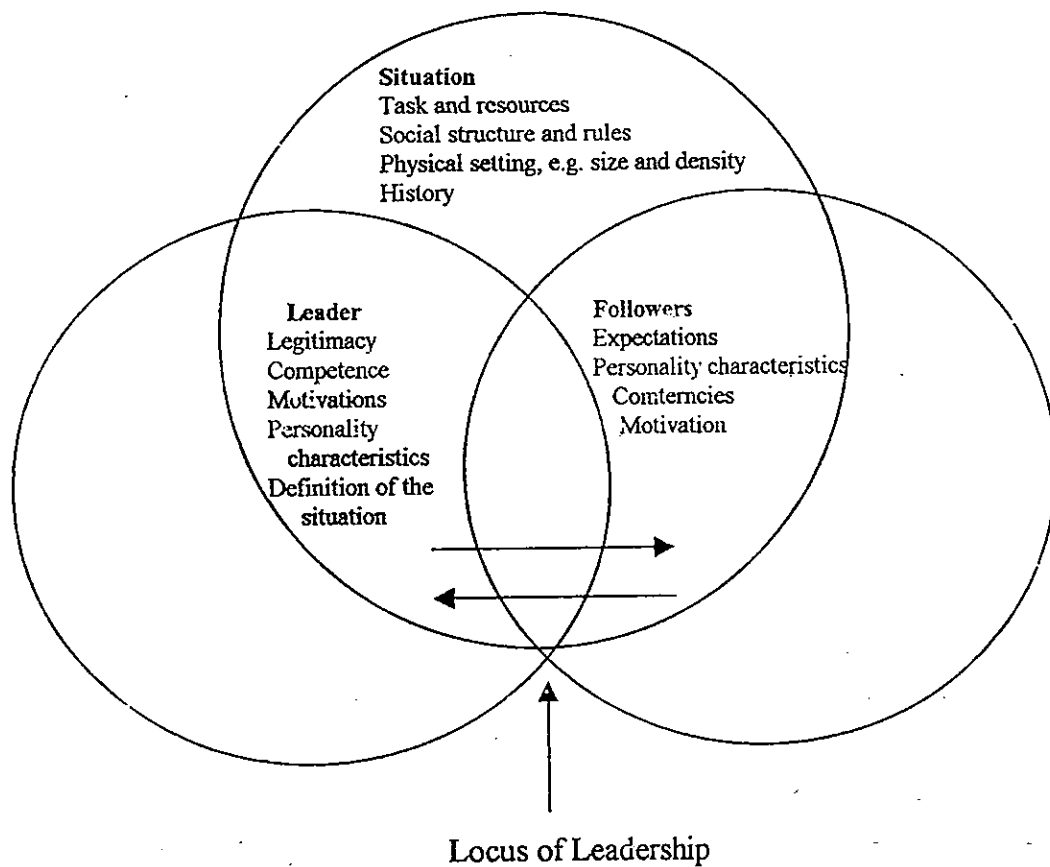 Situation
Task and resources
Social structure and rules
Physical setting, e.g. size and density
History
Leader
Legitimacy
Competence
Motivations
Personality
characteristics
Definition of the
situation
Followers
Expectations
Personality characteristics
Comterncies
Motivation
Locus of Leadership